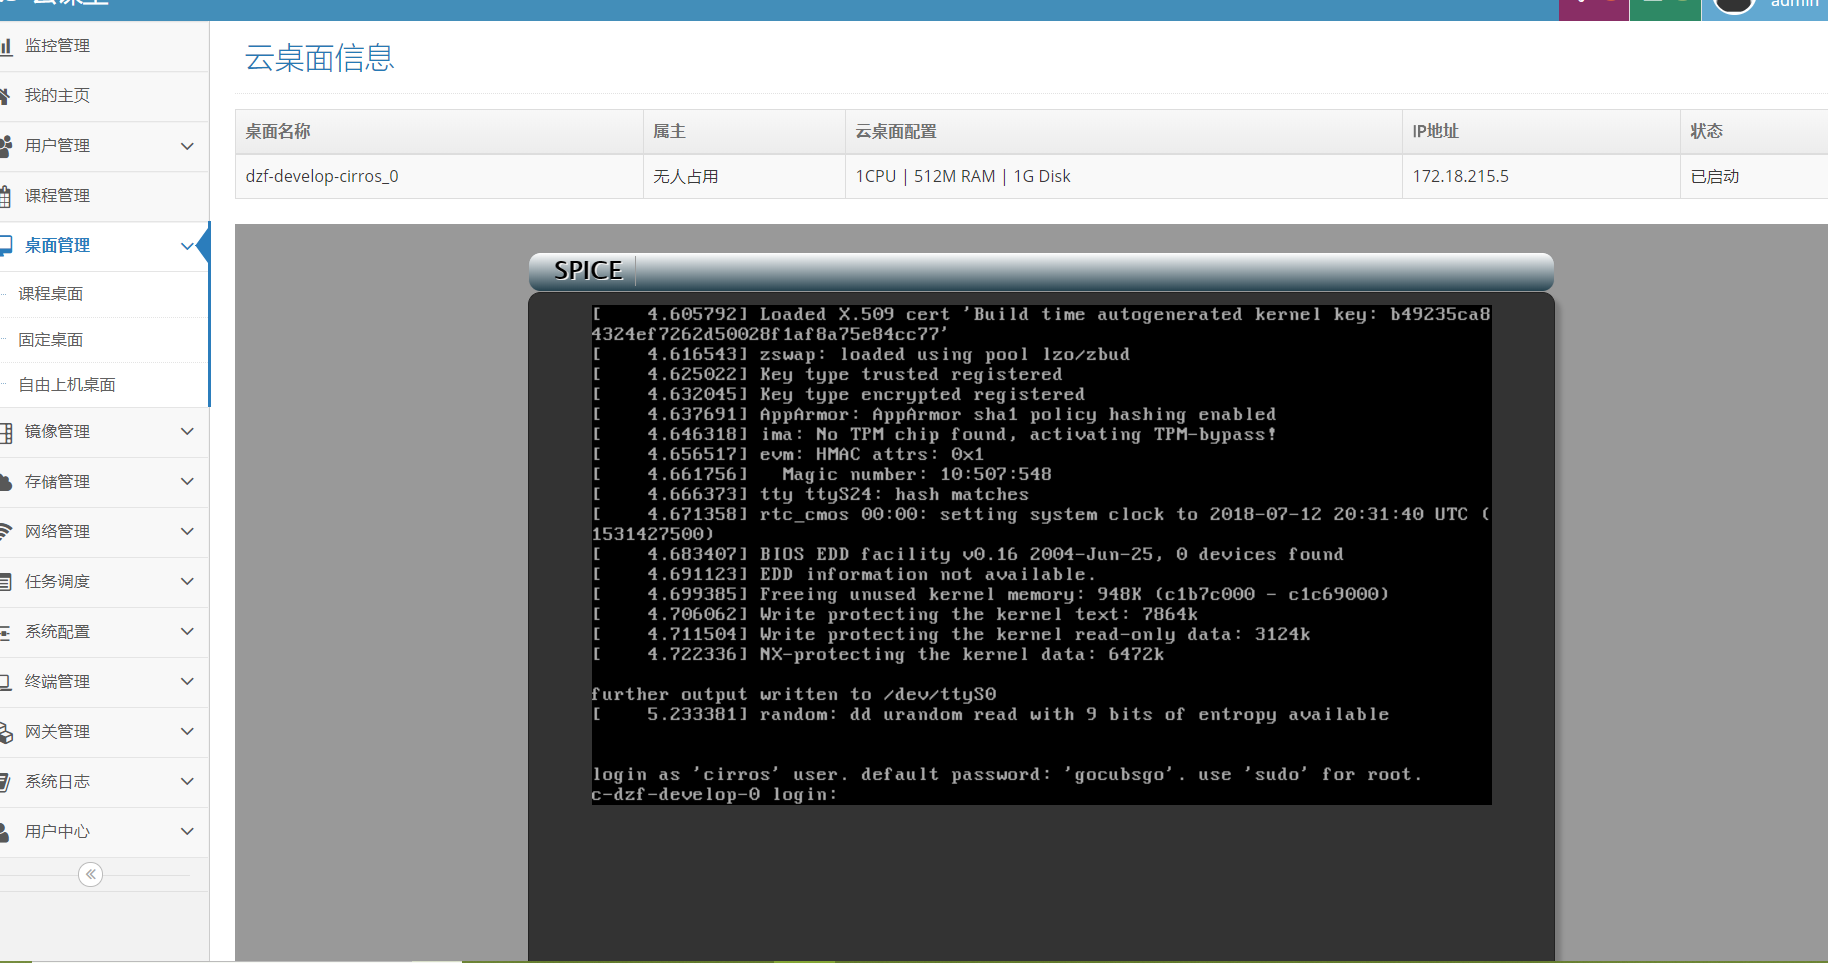 admin
监控管理
我的主页
用户管理
课程管理
桌面管理
课程桌面
固定桌面
自由上机桌面
镜像管理
存储管理
网络管理
任务调度
系统配置
终端管理
网关管理
系统日志
用户中心
云桌面信息
桌面名称 属主 云桌面配置 IP地址 状态
dzf-develop-cirros_0 无人占用 1CPU | 512M RAM | 1G Disk 172.18.215.5 已启动
SPICE
[    4.605792] Loaded X.509 cert 'Build time autogenerated kernel key: b49235ca8
4324ef7262d50028f1af8a75e84cc77'
[    4.616543] zswap: loaded using pool lzo/zbud
[    4.625022] Key type trusted registered
[    4.632045] Key type encrypted registered
[    4.637691] AppArmor: AppArmor sha1 policy hashing enabled
[    4.646318] ima: No TPM chip found, activating TPM-bypass!
[    4.656517] evm: HMAC attrs: 0x1
[    4.661756]   Magic number: 10:507:548
[    4.666373] tty ttyS24: hash matches
[    4.671358] rtc_cmos 00:00: setting system clock to 2018-07-12 20:31:40 UTC (
1531427500)
[    4.683407] BIOS EDD facility v0.16 2004-Jun-25, 0 devices found
[    4.691123] EDD information not available.
[    4.699385] Freeing unused kernel memory: 948K (c1b7c000 - c1c69000)
[    4.706062] Write protecting the kernel text: 7864k
[    4.711504] Write protecting the kernel read-only data: 3124k
[    4.722336] NX-protecting the kernel data: 6472k
further output written to /dev/ttyS0
[    5.233381] random: dd urandom read with 9 bits of entropy available
login as 'cirros' user. default password: 'gocubsgo'. use 'sudo' for root.
c-dzf-develop-0 login: